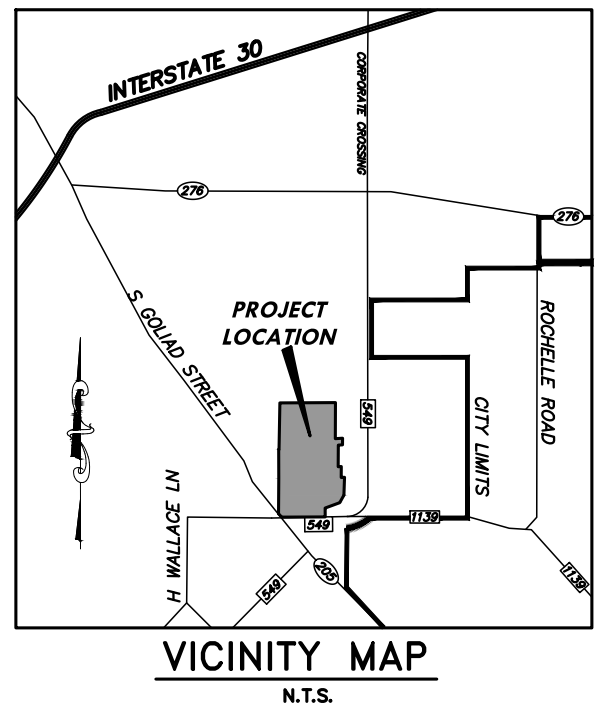 INTERSTATE 30
CORPORATE CROSSING
276
276
S GOLIAD STREET
PROJECT
LOCATION
ROCHELLE ROAD
CITY LIMITS
549
H WALLACE LN
549
1139
205
549
1139
VICINITY MAP
N.T.S.